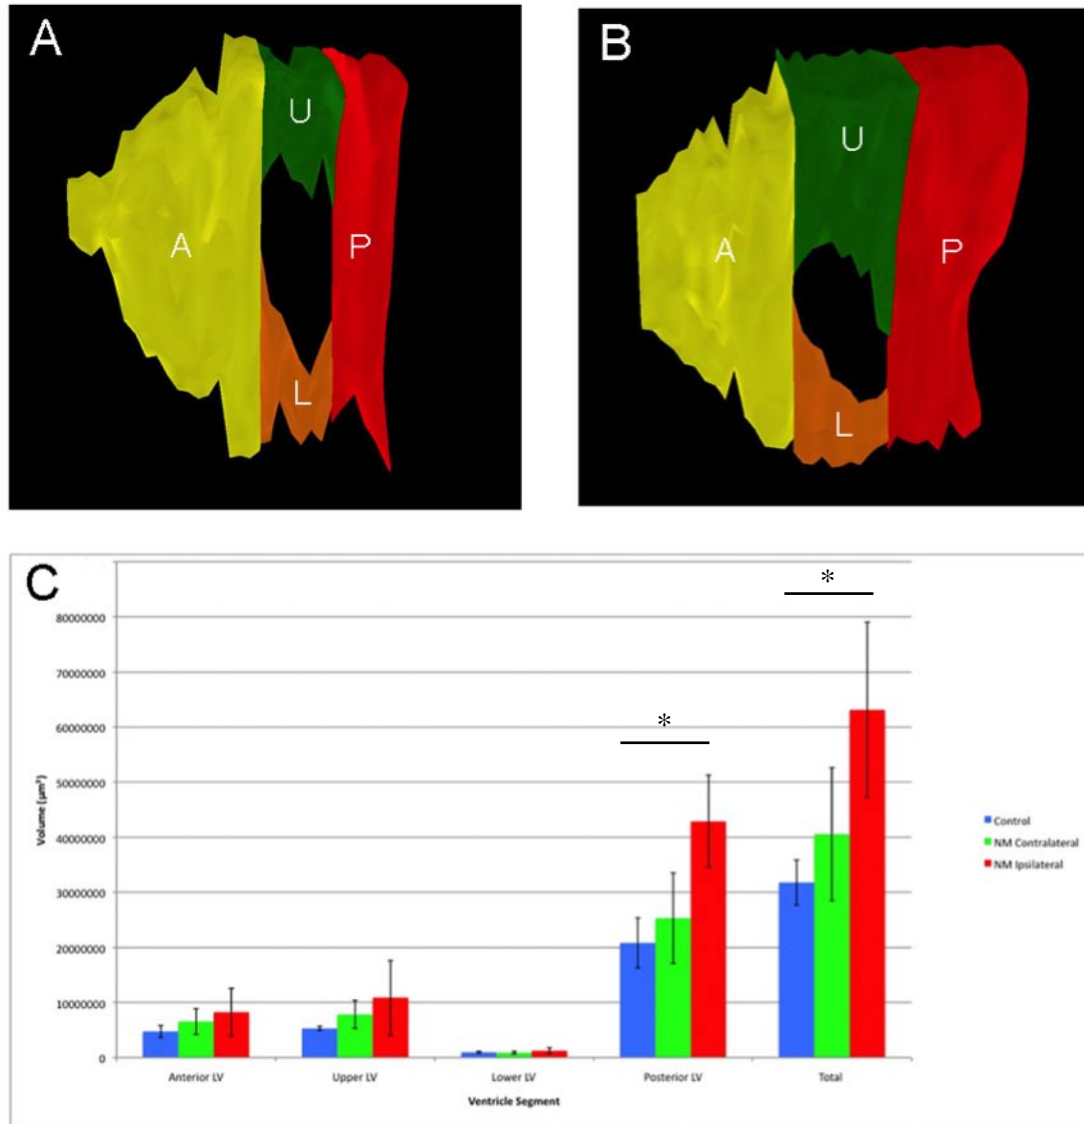 A
U
A
P
L
B
U
A
P
L
C
80000000
70000000
60000000
50000000
40000000
30000000
20000000
10000000
0
Volume (µm³)
*
*
Control
NM Contralateral
NM Ipsilateral
Anterior LV
Upper LV
Lower LV
Posterior LV
Total
Ventricle Segment